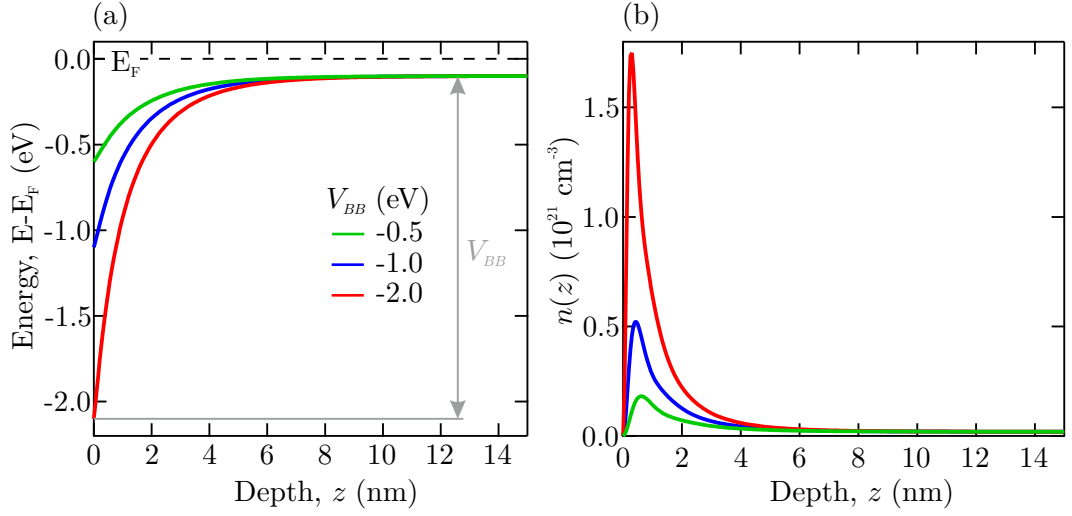 (a)
0.0
E_F
-0.5
-1.0
-1.5
-2.0
Energy, E-E_F (eV)
V_BB (eV)
-0.5
-1.0
-2.0
V_BB
0 2 4 6 8 10 12 14
Depth, z (nm)
(b)
1.5
1.0
0.5
0.0
n(z) (10²¹ cm⁻³)
0 2 4 6 8 10 12 14
Depth, z (nm)